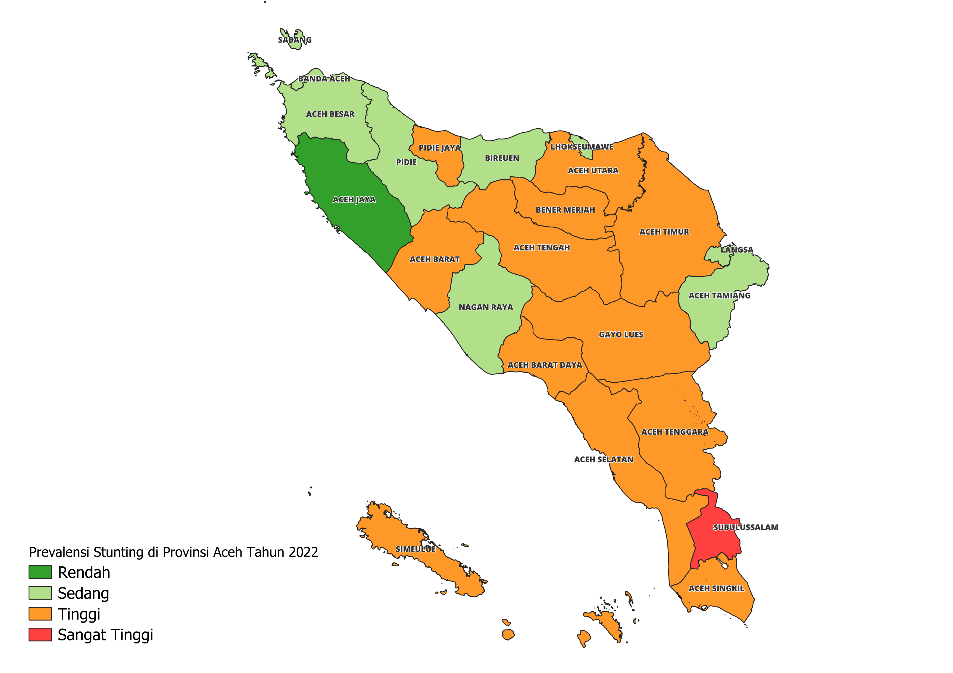 SABANG
BANDA ACEH
ACEH BESAR
PIDIE JAYA
LHOKSEUMAWE
BIREUEN
PIDIE
ACEH UTARA
ACEH JAYA
BENER MERIAH
ACEH TIMUR
ACEH TENGAH
LANGSA
ACEH BARAT
ACEH TAMIANG
NAGAN RAYA
GAYO LUES
ACEH BARAT DAYA
ACEH TENGGARA
ACEH SELATAN
SUBULUSSALAM
SIMEULUE
ACEH SINGKIL
Prevalensi Stunting di Provinsi Aceh Tahun 2022
Rendah
Sedang
Tinggi
Sangat Tinggi